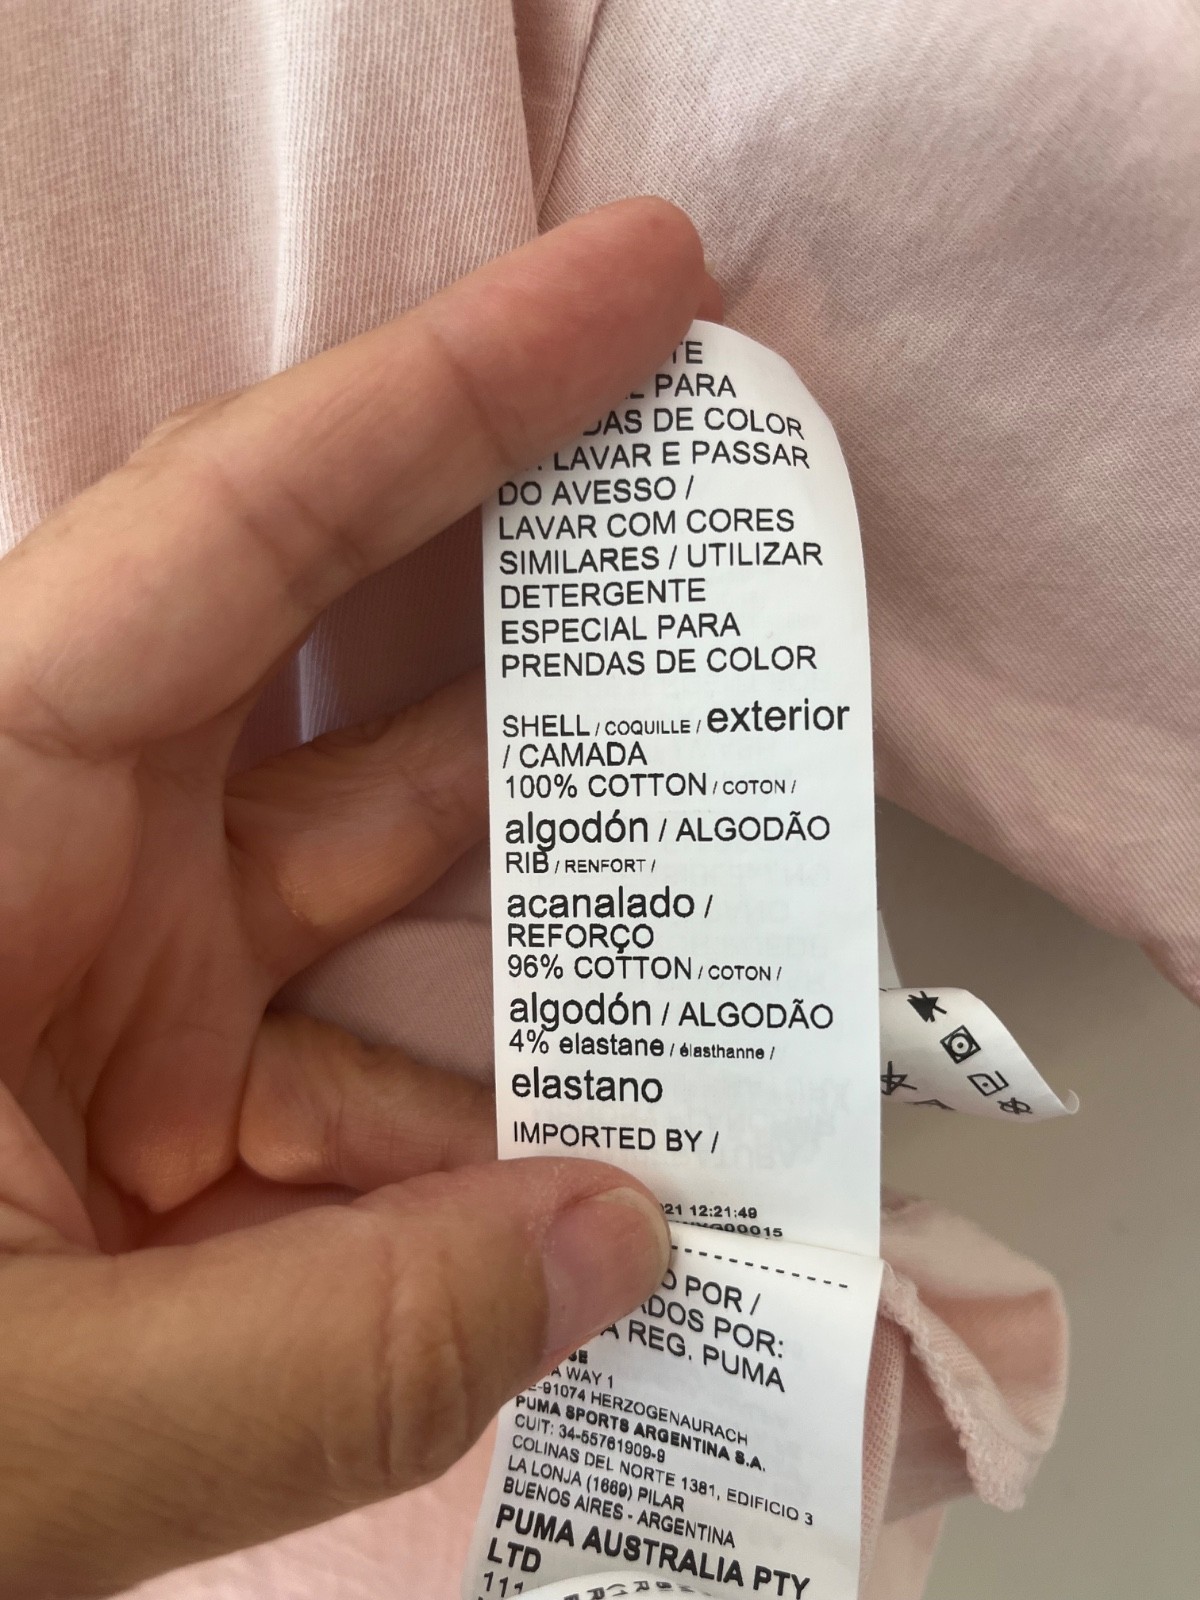 PARA
DE COLOR
LAVAR E PASSAR
DO AVESSO /
LAVAR COM CORES
SIMILARES / UTILIZAR
DETERGENTE
ESPECIAL PARA
PRENDAS DE COLOR
SHELL / COQUILLE / exterior
/ CAMADA
100% COTTON / COTON /
algodón / ALGODÃO
RIB / RENFORT /
acanalado /
REFORÇO
96% COTTON / COTON /
algodón / ALGODÃO
4% elastane / élasthanne /
elastano
IMPORTED BY /
12:21:49
POR /
POR:
REG. PUMA
WAY 1
91074 HERZOGENAURACH
PUMA SPORTS ARGENTINA S.A.
CUIT: 34-55761909-9
COLINAS DEL NORTE 1381, EDIFICIO 3
LA LONJA (1669) PILAR
BUENOS AIRES - ARGENTINA
PUMA AUSTRALIA PTY
LTD